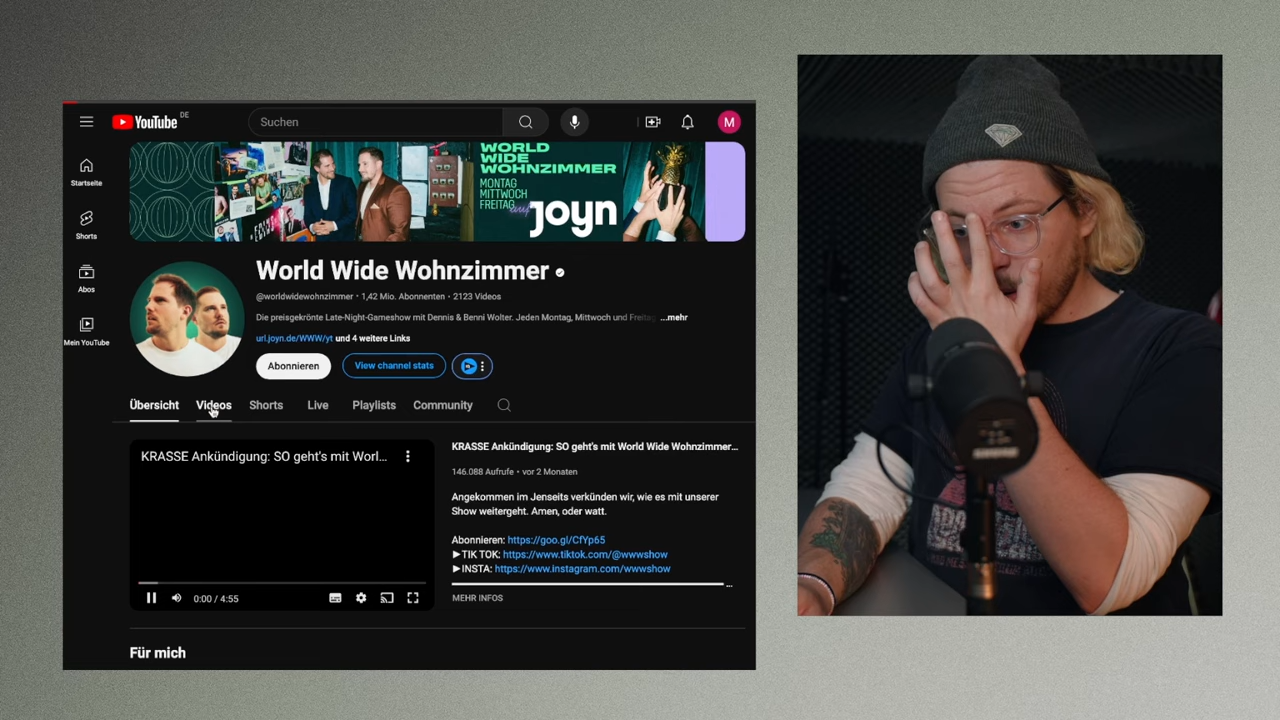 YouTube DE
Suchen
M
Startseite
Shorts
Abos
Mein YouTube
WORLD
WIDE
WOHNZIMMER
MONTAG
MITTWOCH
FREITAG auf
joyn
World Wide Wohnzimmer
@worldwidewohnzimmer • 1,42 Mio. Abonnenten • 2123 Videos
Die preisgekrönte Late-Night-Gameshow mit Dennis & Benni Wolter. Jeden Montag, Mittwoch und Freitag ...mehr
url.joyn.de/WWW/yt und 4 weitere Links
Abonnieren
View channel stats
Übersicht
Videos
Shorts
Live
Playlists
Community
KRASSE Ankündigung: SO geht's mit Worl...
0:00 / 4:55
KRASSE Ankündigung: SO geht's mit World Wide Wohnzimmer...
146.088 Aufrufe • vor 2 Monaten
Angekommen im Jenseits verkünden wir, wie es mit unserer
Show weitergeht. Amen, oder watt.
Abonnieren: https://goo.gl/CfYp65
►TIK TOK: https://www.tiktok.com/@wwwshow
►INSTA: https://www.instagram.com/wwwshow
...
MEHR INFOS
Für mich
SHURE